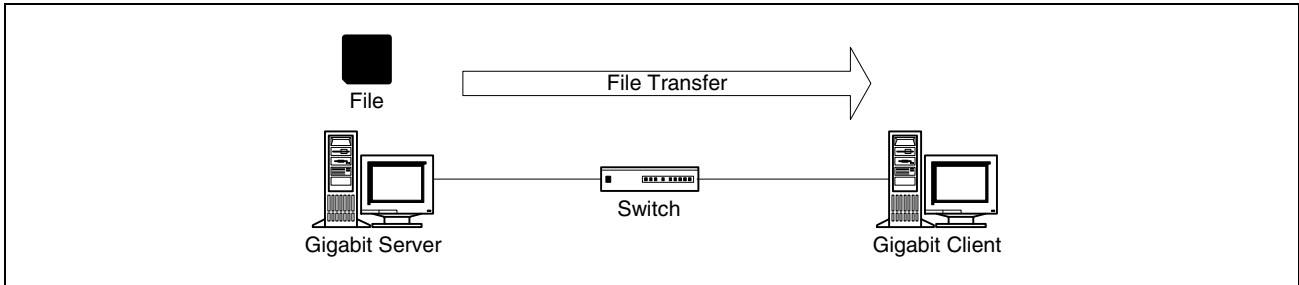 File Transfer
File
Switch
Gigabit Server
Gigabit Client